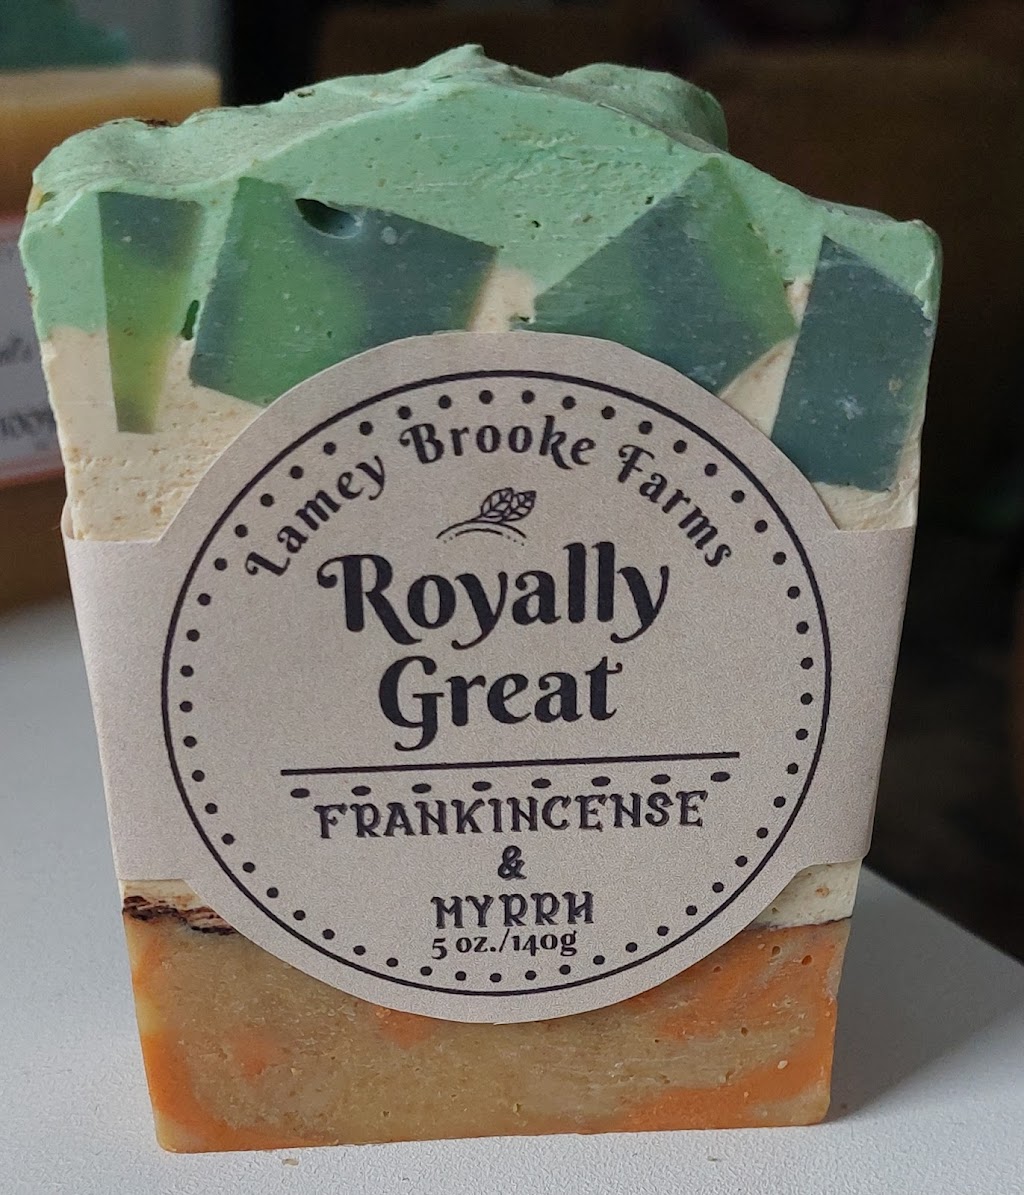 Lamey Brooke Farms
Royally
Great
FRANKINCENSE
&
MYRRH
5 oz./140g